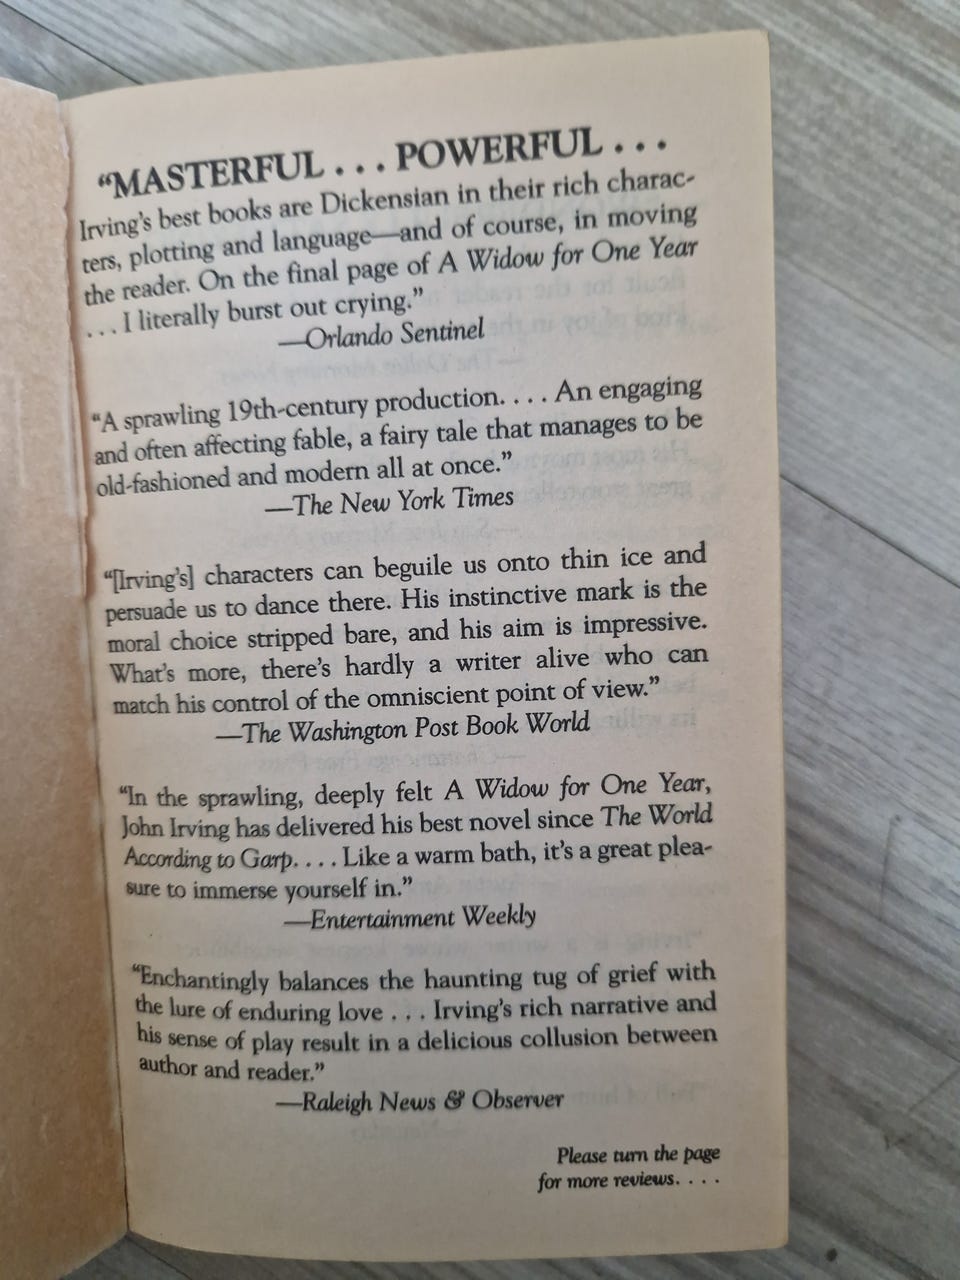 “MASTERFUL . . . POWERFUL . . .
Irving’s best books are Dickensian in their rich charac-
ters, plotting and language—and of course, in moving
the reader. On the final page of A Widow for One Year
. . . I literally burst out crying.”
—Orlando Sentinel
“A sprawling 19th-century production. . . . An engaging
and often affecting fable, a fairy tale that manages to be
old-fashioned and modern all at once.”
—The New York Times
“[Irving’s] characters can beguile us onto thin ice and
persuade us to dance there. His instinctive mark is the
moral choice stripped bare, and his aim is impressive.
What’s more, there’s hardly a writer alive who can
match his control of the omniscient point of view.”
—The Washington Post Book World
“In the sprawling, deeply felt A Widow for One Year,
John Irving has delivered his best novel since The World
According to Garp. . . . Like a warm bath, it’s a great plea-
sure to immerse yourself in.”
—Entertainment Weekly
“Enchantingly balances the haunting tug of grief with
the lure of enduring love . . . Irving’s rich narrative and
his sense of play result in a delicious collusion between
author and reader.”
—Raleigh News & Observer
Please turn the page
for more reviews. . . .